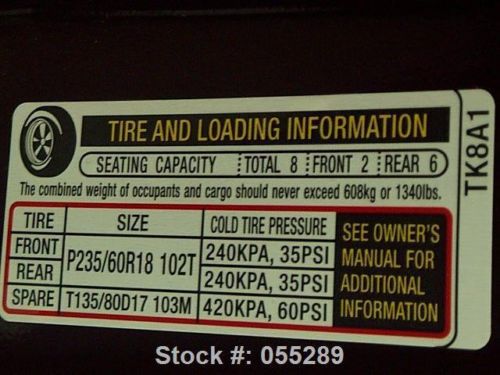 TIRE AND LOADING INFORMATION
SEATING CAPACITY TOTAL 8 FRONT 2 REAR 6
The combined weight of occupants and cargo should never exceed 608kg or 1340lbs.
TIRE SIZE COLD TIRE PRESSURE
FRONT P235/60R18 102T 240KPA, 35PSI
REAR 240KPA, 35PSI
SPARE T135/80D17 103M 420KPA, 60PSI
SEE OWNER'S
MANUAL FOR
ADDITIONAL
INFORMATION
TK8A1
Stock #: 055289